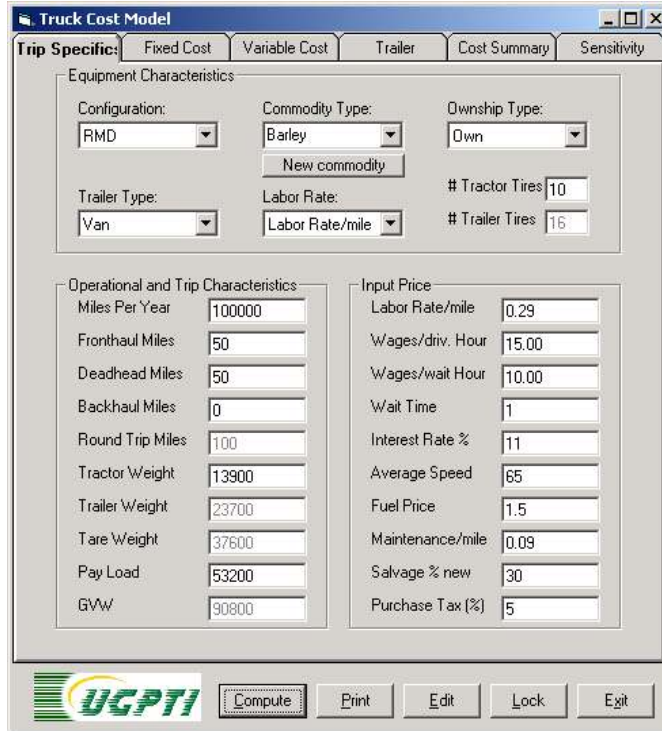 Truck Cost Model
Trip Specifics Fixed Cost Variable Cost Trailer Cost Summary Sensitivity
Equipment Characteristics
Configuration: Commodity Type: Ownship Type:
RMD Barley Own
New commodity
Trailer Type: Labor Rate: # Tractor Tires 10
Van Labor Rate/mile # Trailer Tires 16
Operational and Trip Characteristics
Miles Per Year 100000
Fronthaul Miles 50
Deadhead Miles 50
Backhaul Miles 0
Round Trip Miles 100
Tractor Weight 13900
Trailer Weight 23700
Tare Weight 37600
Pay Load 53200
GVW 90800
Input Price
Labor Rate/mile 0.29
Wages/driv. Hour 15.00
Wages/wait Hour 10.00
Wait Time 1
Interest Rate % 11
Average Speed 65
Fuel Price 1.5
Maintenance/mile 0.09
Salvage % new 30
Purchase Tax (%) 5
UGPTI Compute Print Edit Lock Exit